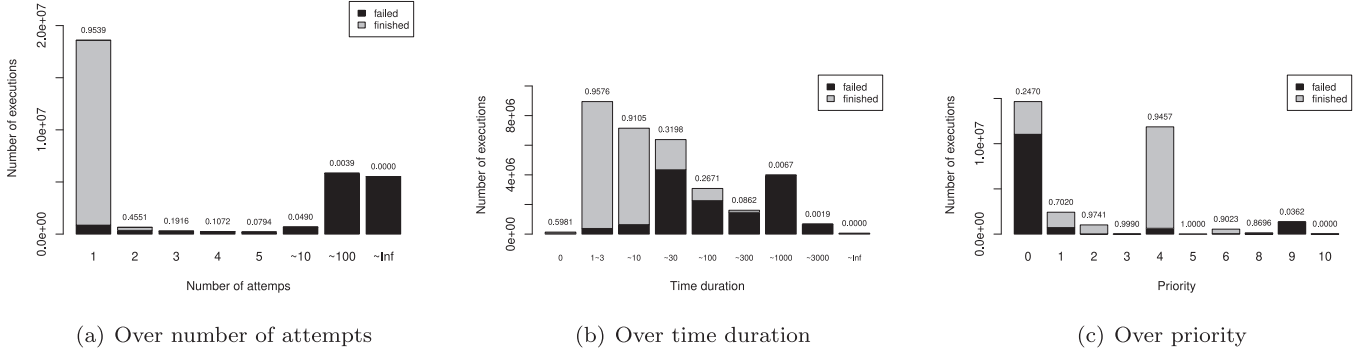 failed
finished
Number of executions
0.0e+00 1.0e+07 2.0e+07
0.9539
0.4551
0.1916
0.1072
0.0794
0.0490
0.0039
0.0000
1 2 3 4 5 ~10 ~100 ~Inf
Number of attemps
(a) Over number of attempts
failed
finished
Number of executions
0e+00 4e+06 8e+06
0.5981
0.9576
0.9105
0.3198
0.2671
0.0862
0.0067
0.0019
0.0000
0 1~3 ~10 ~30 ~100 ~300 ~1000 ~3000 ~Inf
Time duration
(b) Over time duration
failed
finished
Number of executions
0.0e+00 1.0e+07
0.2470
0.7020
0.9741
0.9990
0.9457
1.0000
0.9023
0.8696
0.0362
0.0000
0 1 2 3 4 5 6 8 9 10
Priority
(c) Over priority